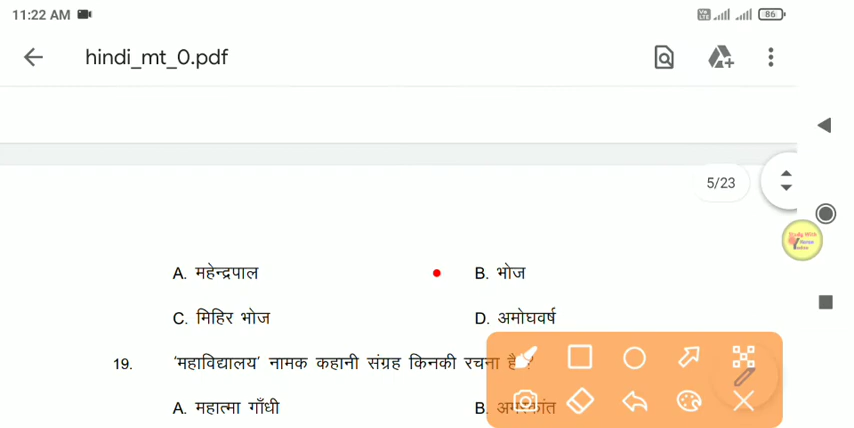 11:22 AM
86
hindi_mt_0.pdf
5/23
A. महेन्द्रपाल
B. भोज
C. मिहिर भोज
D. अमोघवर्ष
19. 'महाविद्यालय' नामक कहानी संग्रह किनकी रचना है ?
A. महात्मा गाँधी
B.